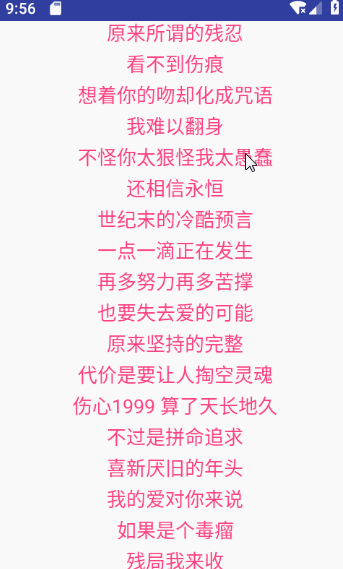 9:56
原来所谓的残忍
看不到伤痕
想着你的吻却化成咒语
我难以翻身
不怪你太狠怪我太愚蠢
还相信永恒
世纪末的冷酷预言
一点一滴正在发生
再多努力再多苦撑
也要失去爱的可能
原来坚持的完整
代价是要让人掏空灵魂
伤心1999 算了天长地久
不过是拼命追求
喜新厌旧的年头
我的爱对你来说
如果是个毒瘤
残局我来收